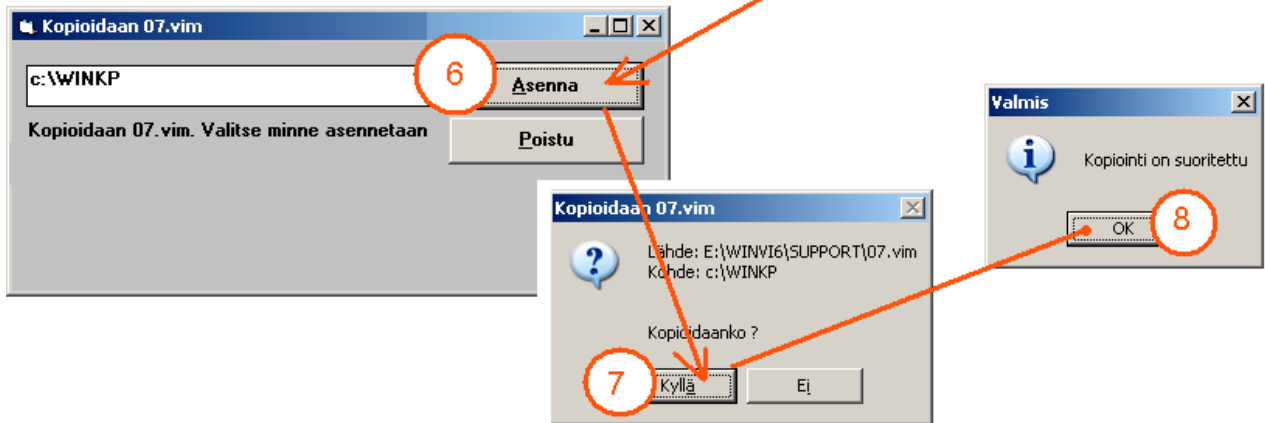 Kopioidaan 07.vim
c:\WINKP
6
Asenna
Kopioidaan 07.vim. Valitse minne asennetaan
Poistu
Kopioidaan 07.vim
Lähde: E:\WINVI6\SUPPORT\07.vim
Kohde: c:\WINKP
Kopioidaanko ?
7
Kyllä
Ei
Valmis
Kopiointi on suoritettu
OK
8